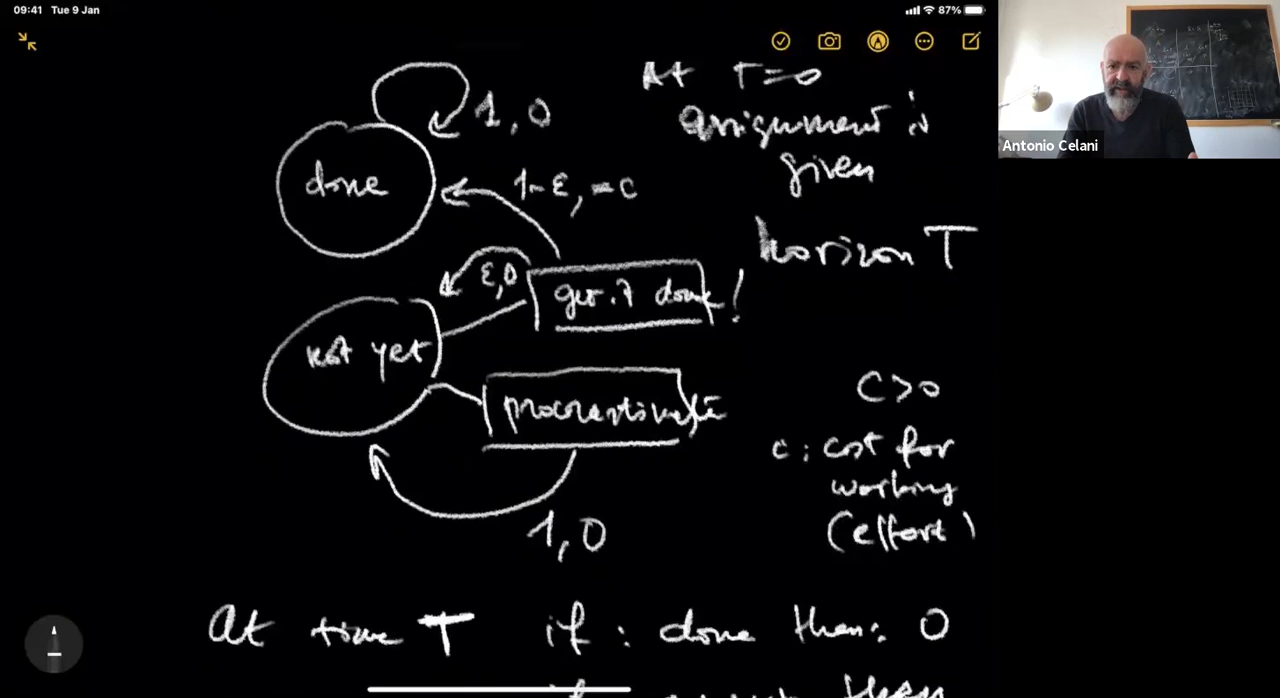 09:41 Tue 9 Jan
87%
Antonio Celani
At T=0
assignment is
given
horizon T
1, 0
done
1-ε, -c
ε, 0
get it done!
not yet
procrastinate
1, 0
C>0
c: cost for
working
(effort)
At time T if: done then: 0
then